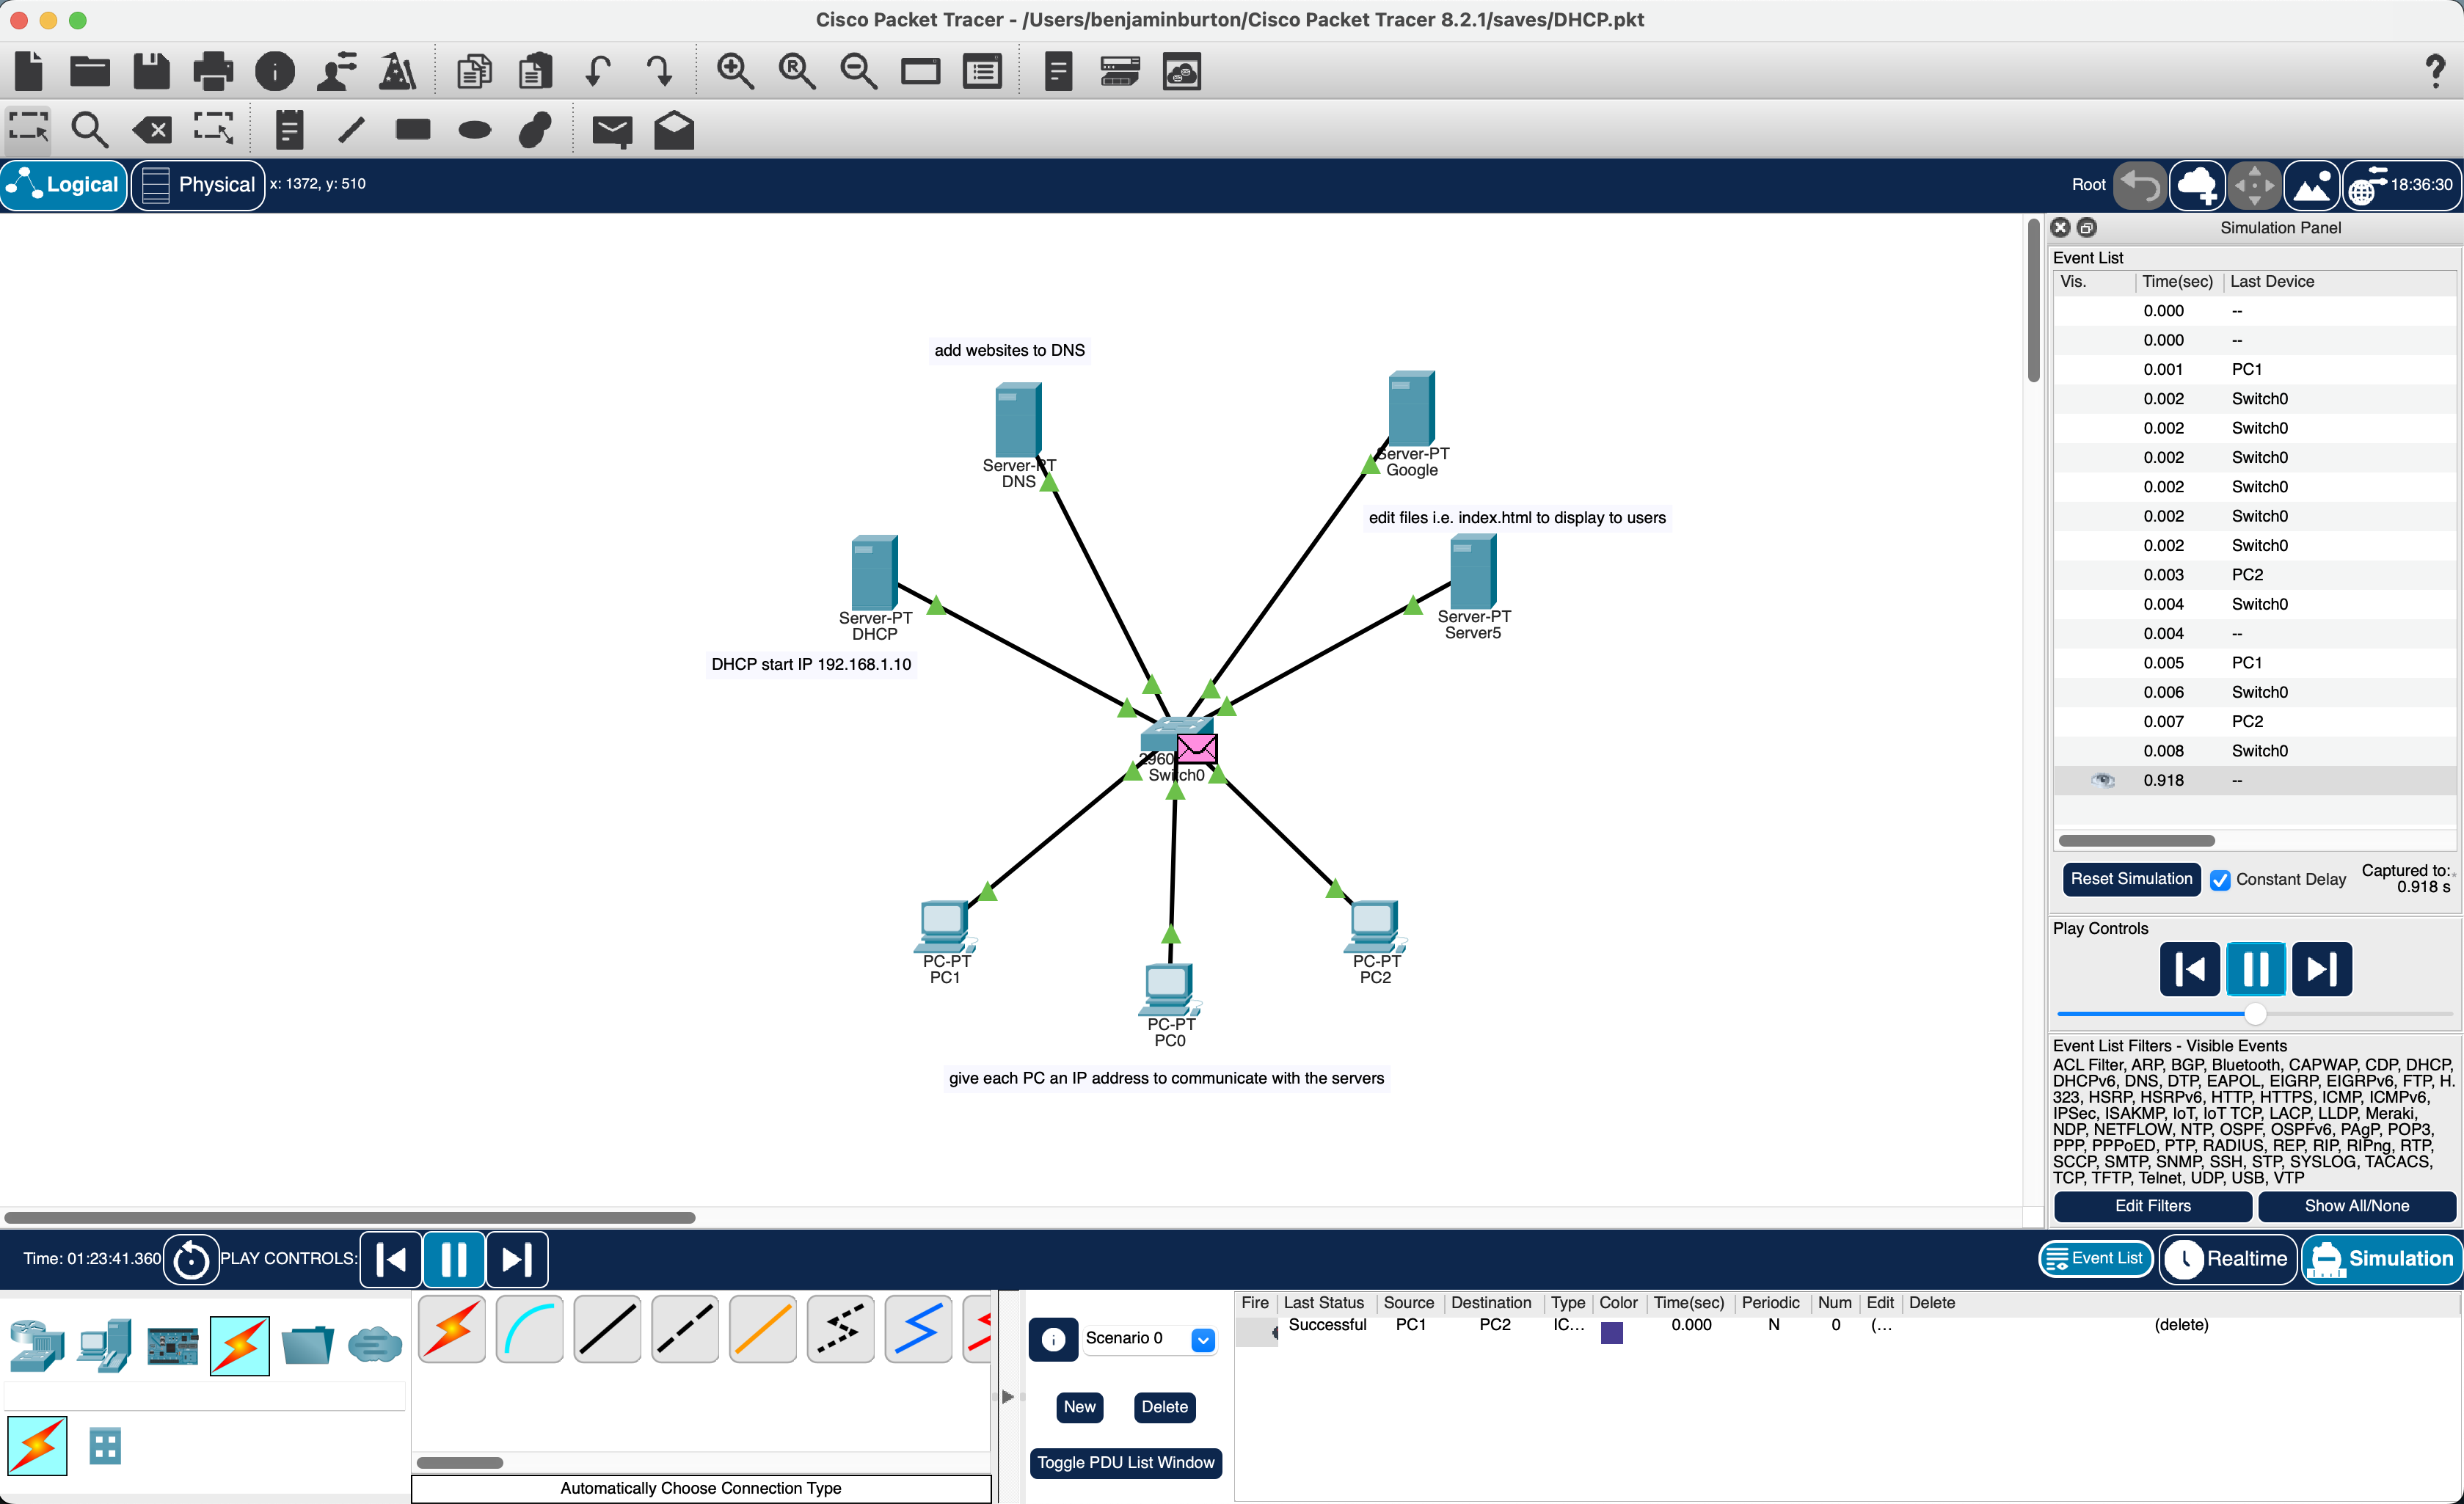 Cisco Packet Tracer - /Users/benjaminburton/Cisco Packet Tracer 8.2.1/saves/DHCP.pkt
Logical
Physical
x: 1372, y: 510
Root
18:36:30
Simulation Panel
Event List
Vis. Time(sec) Last Device
0.000 --
0.000 --
0.001 PC1
0.002 Switch0
0.002 Switch0
0.002 Switch0
0.002 Switch0
0.002 Switch0
0.002 Switch0
0.003 PC2
0.004 Switch0
0.004 --
0.005 PC1
0.006 Switch0
0.007 PC2
0.008 Switch0
0.918 --
Reset Simulation
Constant Delay
Captured to:
0.918 s
Play Controls
Event List Filters - Visible Events
ACL Filter, ARP, BGP, Bluetooth, CAPWAP, CDP, DHCP,
DHCPv6, DNS, DTP, EAPOL, EIGRP, EIGRPv6, FTP, H.
323, HSRP, HSRPv6, HTTP, HTTPS, ICMP, ICMPv6,
IPSec, ISAKMP, IoT, IoT TCP, LACP, LLDP, Meraki,
NDP, NETFLOW, NTP, OSPF, OSPFv6, PAgP, POP3,
PPP, PPPoED, PTP, RADIUS, REP, RIP, RIPng, RTP,
SCCP, SMTP, SNMP, SSH, STP, SYSLOG, TACACS,
TCP, TFTP, Telnet, UDP, USB, VTP
Edit Filters
Show All/None
add websites to DNS
Server-PT
DNS
Server-PT
Google
edit files i.e. index.html to display to users
Server-PT
DHCP
Server-PT
Server5
DHCP start IP 192.168.1.10
2960
Switch0
PC-PT
PC1
PC-PT
PC2
PC-PT
PC0
give each PC an IP address to communicate with the servers
Time: 01:23:41.360
PLAY CONTROLS:
Event List
Realtime
Simulation
Scenario 0
New
Delete
Toggle PDU List Window
Fire Last Status Source Destination Type Color Time(sec) Periodic Num Edit Delete
Successful PC1 PC2 IC... 0.000 N 0 (... (delete)
Automatically Choose Connection Type